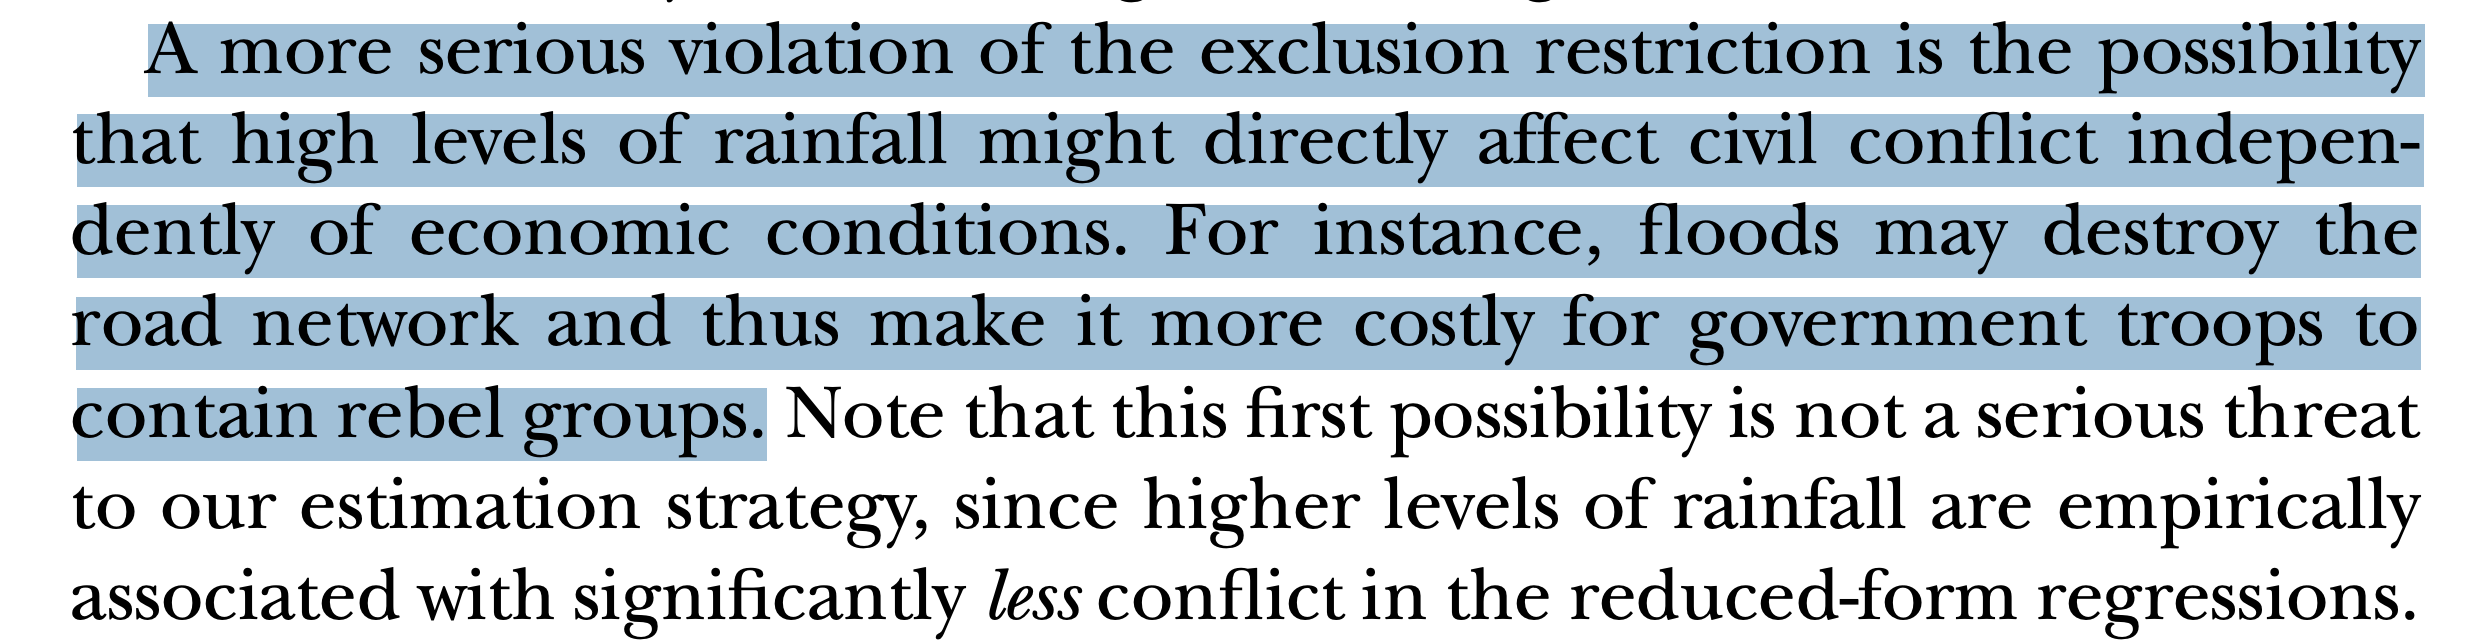 A more serious violation of the exclusion restriction is the possibility
that high levels of rainfall might directly affect civil conflict indepen-
dently of economic conditions. For instance, floods may destroy the
road network and thus make it more costly for government troops to
contain rebel groups. Note that this first possibility is not a serious threat
to our estimation strategy, since higher levels of rainfall are empirically
associated with significantly less conflict in the reduced-form regressions.